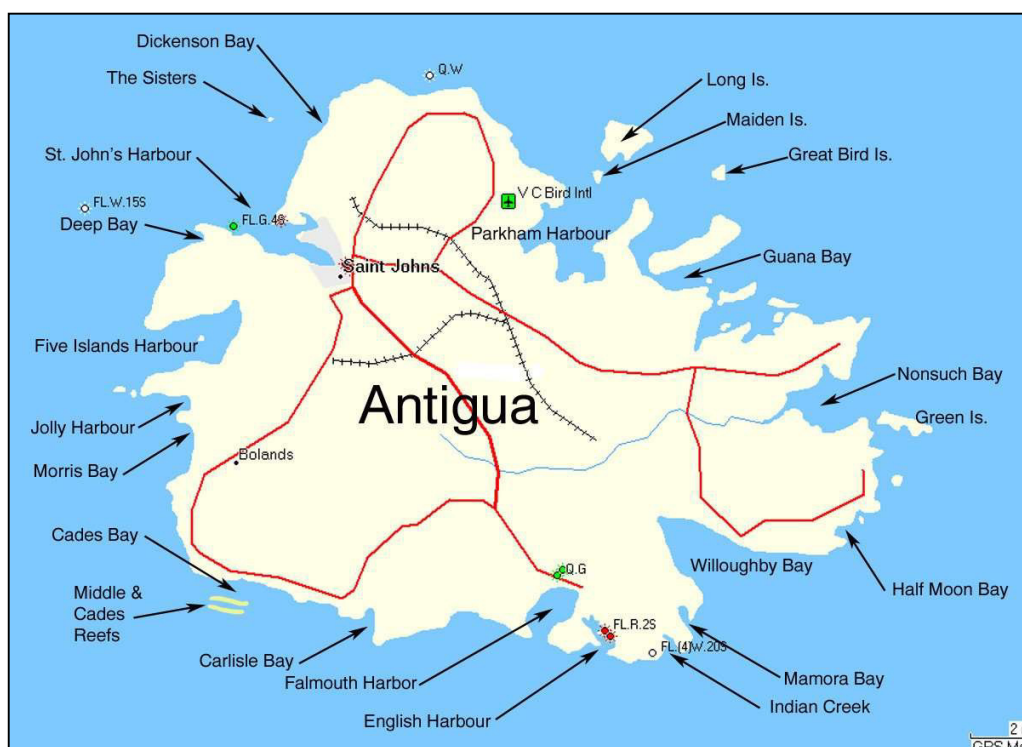 Dickenson Bay
Q.W
The Sisters
Long Is.
Maiden Is.
St. John's Harbour
Great Bird Is.
FL.W.15S
V C Bird Intl
Deep Bay
FL.G.4S
Parkham Harbour
Guana Bay
Saint Johns
Five Islands Harbour
Nonsuch Bay
Antigua
Green Is.
Jolly Harbour
Morris Bay
Bolands
Cades Bay
Q.G
Willoughby Bay
Half Moon Bay
Middle &
Cades
Reefs
FL.R.2S
FL.(4)W.20S
Carlisle Bay
Mamora Bay
Falmouth Harbor
Indian Creek
English Harbour
2